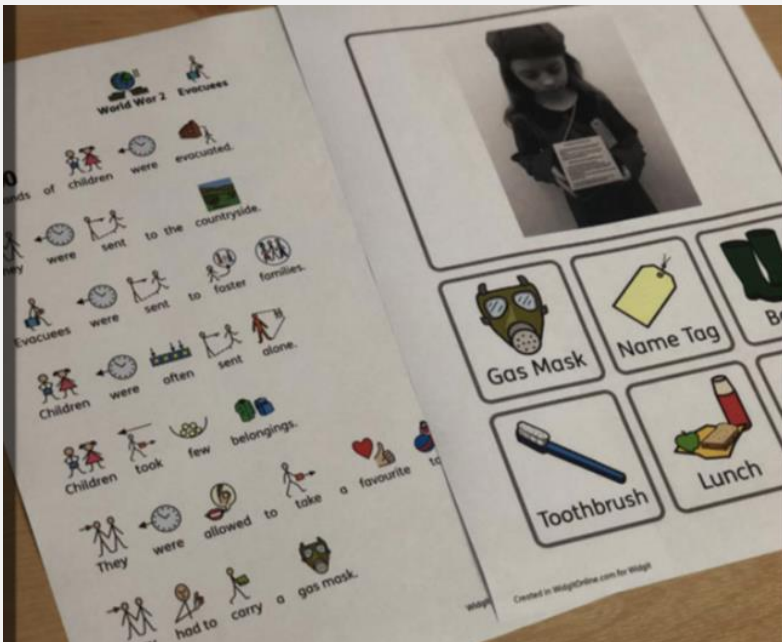 World War 2 Evacuees
of children were evacuated.
were sent to the countryside.
Evacuees were sent to foster families.
Children were often sent alone.
Children took few belongings.
They were allowed to take a favourite
had to carry a gas mask.
Widgit
Gas Mask
Name Tag
Toothbrush
Lunch
Created in WidgitOnline.com for Widgit